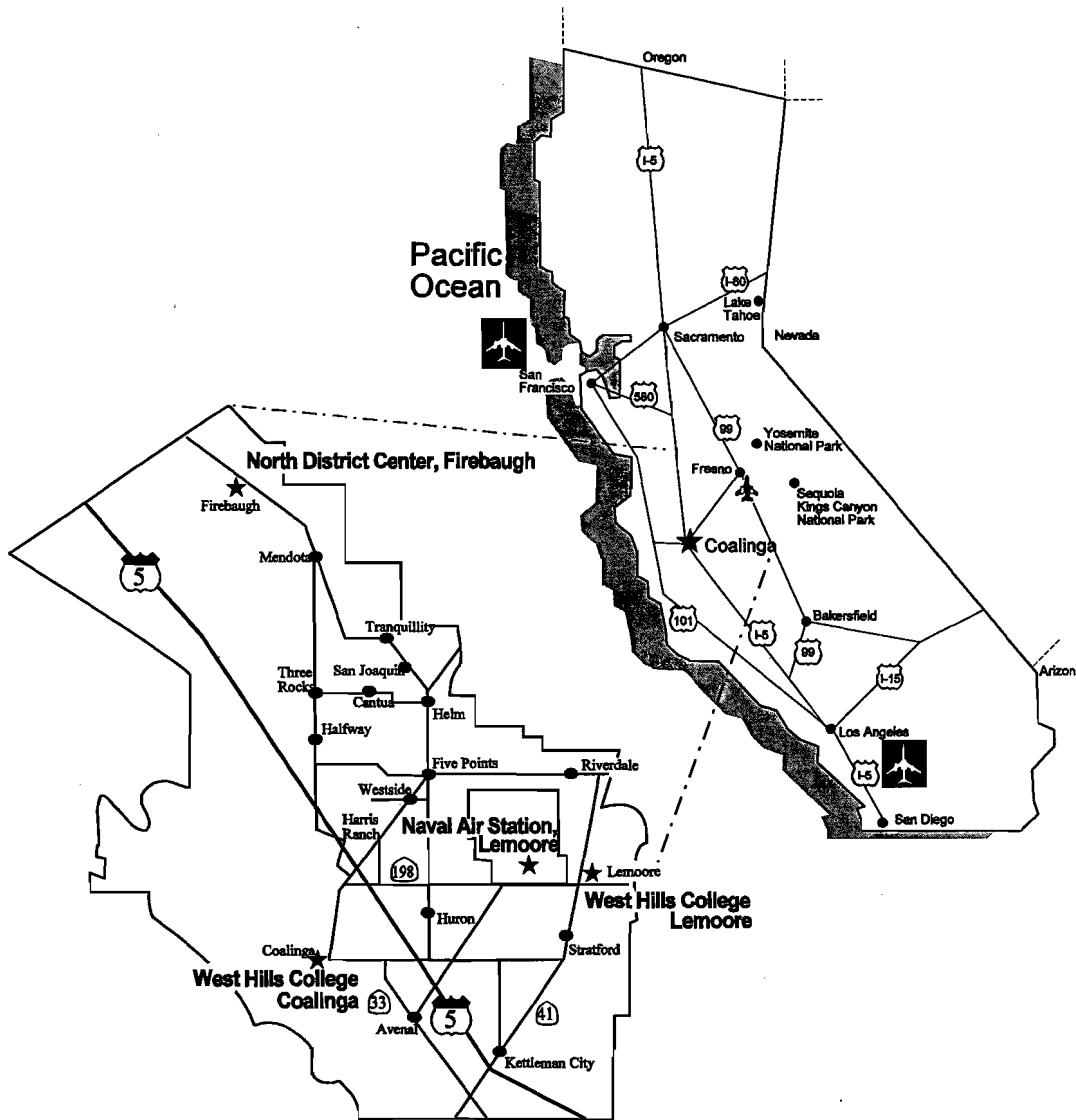 Oregon
I-5
Pacific
Ocean
I-80
Lake
Tahoe
Sacramento
Nevada
San
Francisco
580
99
Yosemite
National Park
Fresno
Sequoia
Kings Canyon
National Park
Coalinga
101
I-5
Bakersfield
99
I-15
Arizon
Los Angeles
I-5
San Diego
North District Center, Firebaugh
Firebaugh
Mendota
5
Tranquillity
San Joaquin
Three
Rocks
Cantua
Helm
Halfway
Five Points
Riverdale
Westside
Harris
Ranch
Naval Air Station,
Lemoore
198
Lemoore
West Hills College
Lemoore
Huron
Stratford
Coalinga
West Hills College
Coalinga
33
Avenal
5
41
Kettleman City